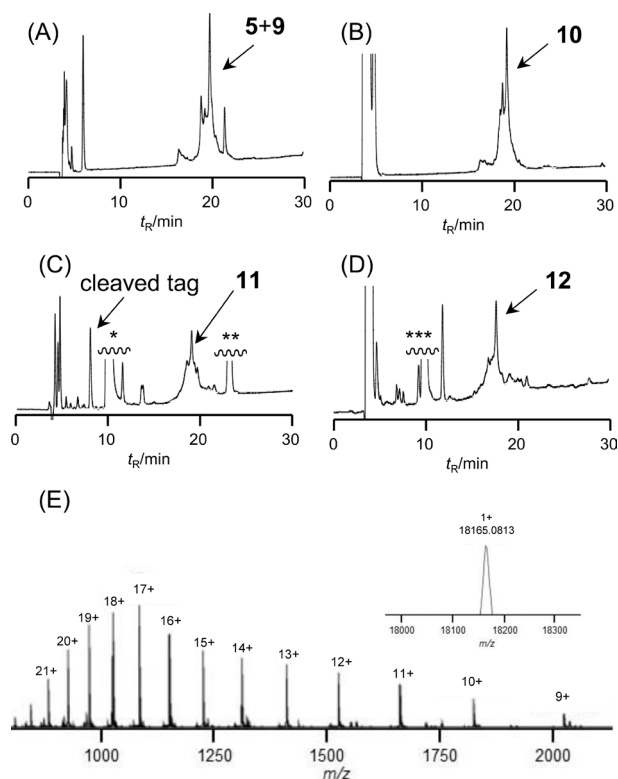 (A)
5+9
0 10 20 30
tR/min
(B)
10
0 10 20 30
tR/min
(C)
cleaved tag
11
*
**
0 10 20 30
tR/min
(D)
12
***
0 10 20 30
tR/min
(E)
1+
18165.0813
18000 18100 18200 18300
m/z
21+ 20+ 19+ 18+ 17+ 16+ 15+ 14+ 13+ 12+ 11+ 10+ 9+
1000 1250 1500 1750 2000
m/z